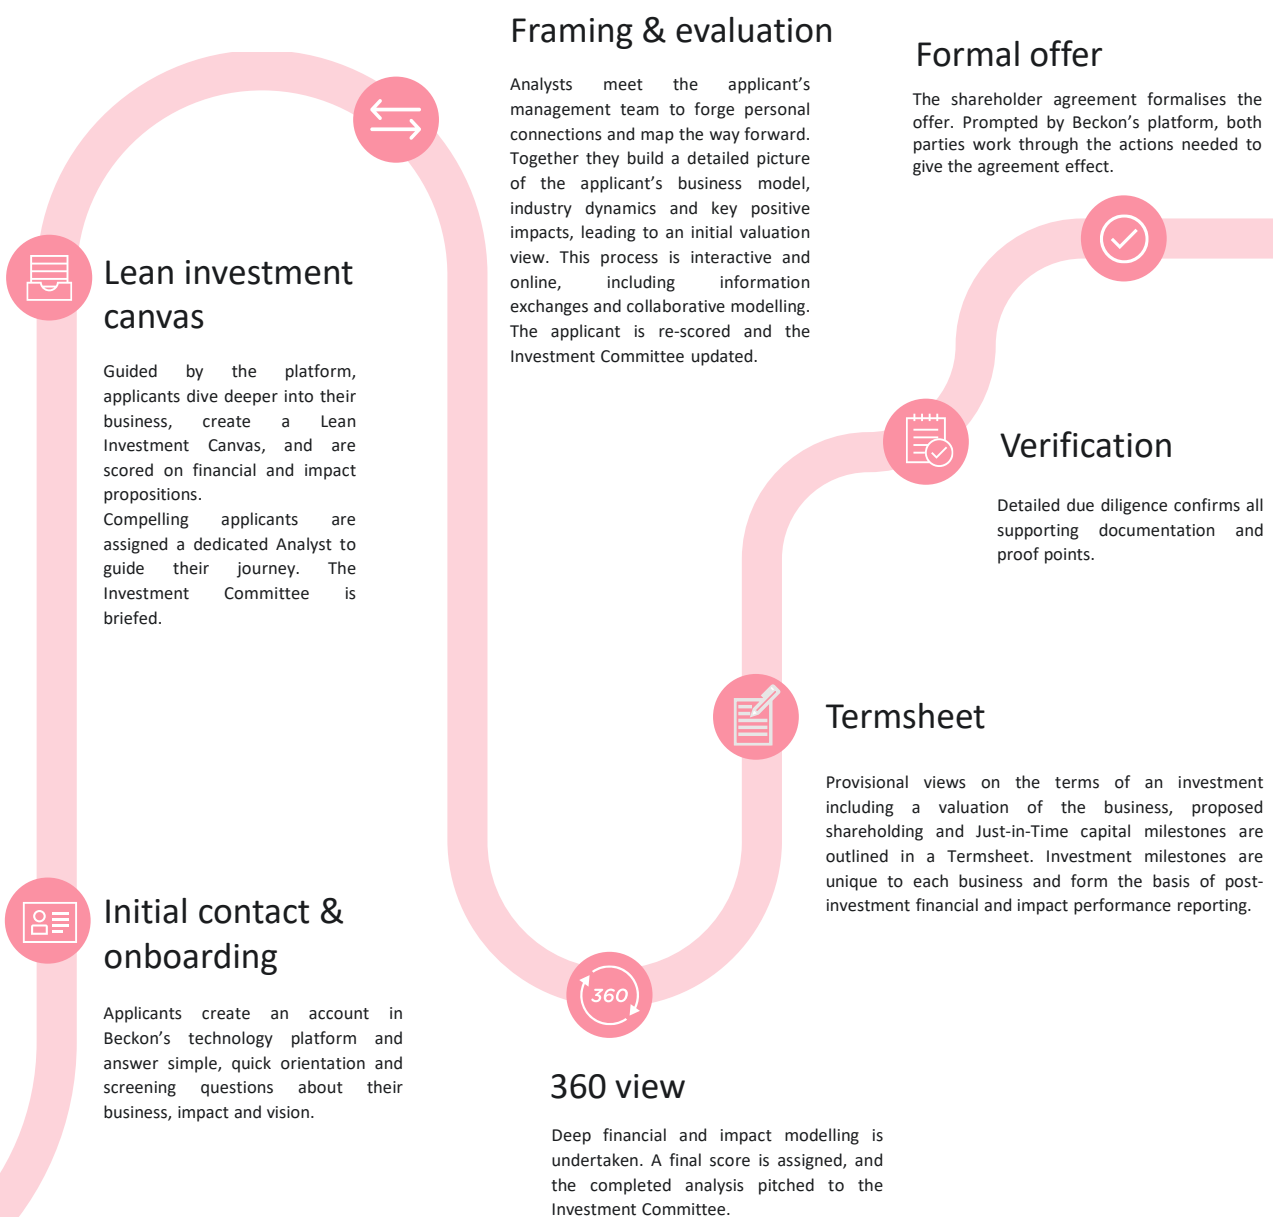 Framing & evaluation
Analysts meet the applicant's
management team to forge personal
connections and map the way forward.
Together they build a detailed picture
of the applicant's business model,
industry dynamics and key positive
impacts, leading to an initial valuation
view. This process is interactive and
online, including information
exchanges and collaborative modelling.
The applicant is re-scored and the
Investment Committee updated.
Formal offer
The shareholder agreement formalises the
offer. Prompted by Beckon's platform, both
parties work through the actions needed to
give the agreement effect.
Lean investment
canvas
Guided by the platform,
applicants dive deeper into their
business, create a Lean
Investment Canvas, and are
scored on financial and impact
propositions.
Compelling applicants are
assigned a dedicated Analyst to
guide their journey. The
Investment Committee is
briefed.
Verification
Detailed due diligence confirms all
supporting documentation and
proof points.
Termsheet
Provisional views on the terms of an investment
including a valuation of the business, proposed
shareholding and Just-in-Time capital milestones are
outlined in a Termsheet. Investment milestones are
unique to each business and form the basis of post-
investment financial and impact performance reporting.
Initial contact &
onboarding
Applicants create an account in
Beckon's technology platform and
answer simple, quick orientation and
screening questions about their
business, impact and vision.
360
360 view
Deep financial and impact modelling is
undertaken. A final score is assigned, and
the completed analysis pitched to the
Investment Committee.